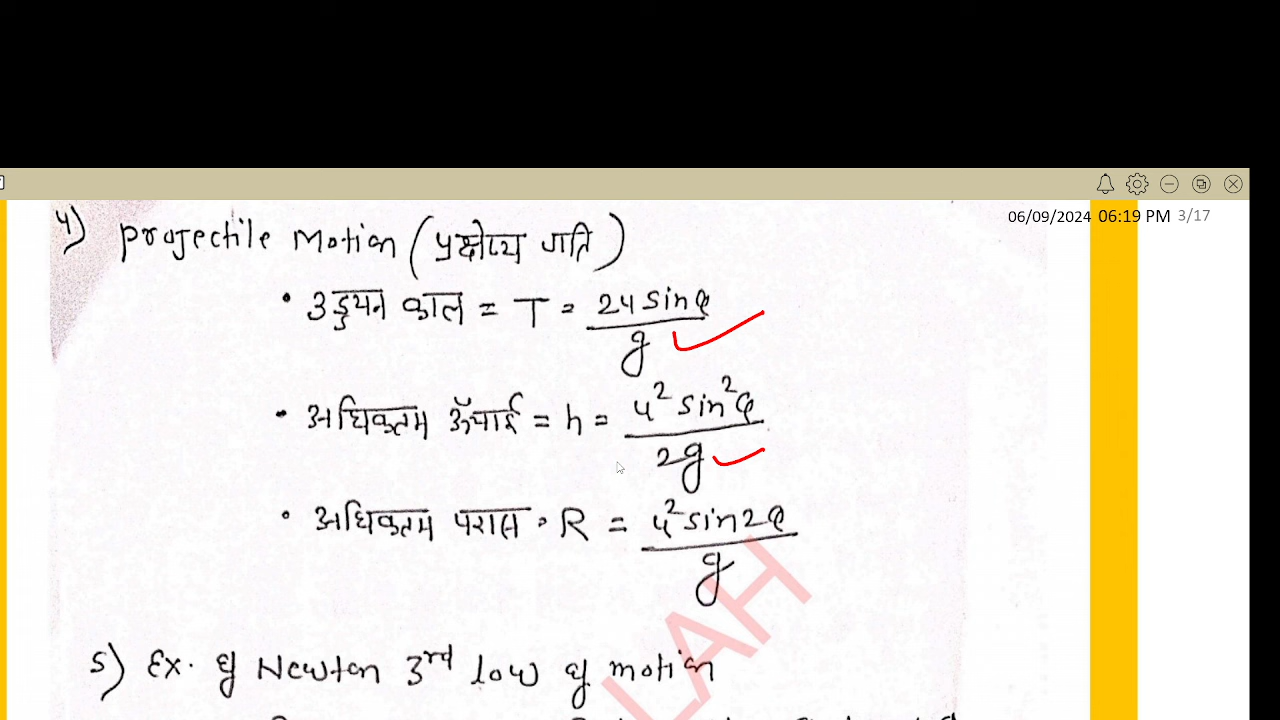 06/09/2024 06:19 PM 3/17
4) Projectile Motion (प्रक्षेप्य गति)
• उड्डयन काल = T = 2u sinθ / g
• अधिकतम ऊँचाई = h = u² sin²θ / 2g
• अधिकतम परास • R = u² sin2θ / g
LAH
5) Ex. of Newton 3rd low of motion